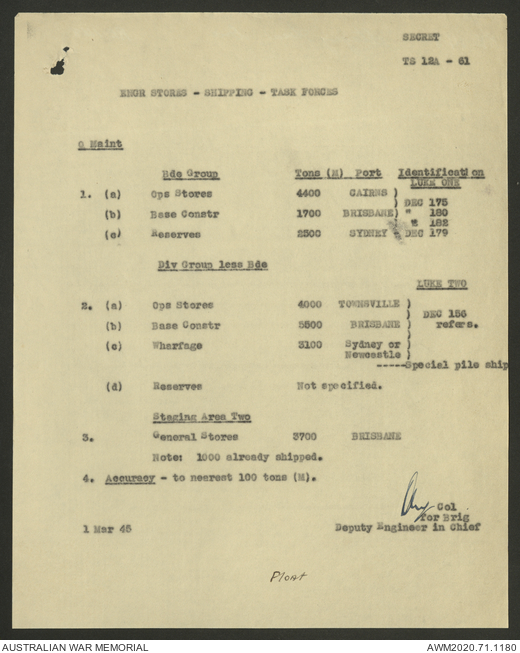 SECRET
TS 12A - 61
ENGR STORES - SHIPPING - TASK FORCES
Q Maint
Bde Group Tons (M) Port Identification
LUKE ONE
1. (a) Ops Stores 4400 CAIRNS )
) DEC 175
(b) Base Constr 1700 BRISBANE) " 180
" 182
(c) Reserves 2500 SYDNEY - DEC 179
Div Group less Bde
LUKE TWO
2. (a) Ops Stores 4000 TOWNSVILLE )
) DEC 156
(b) Base Constr 5500 BRISBANE ) refers.
(c) Wharfage 3100 Sydney or )
Newcastle )
-----Special pile ship
(d) Reserves Not specified.
Staging Area Two
3. General Stores 3700 BRISBANE
Note: 1000 already shipped.
4. Accuracy - to nearest 100 tons (M).
Col
for Brig
1 Mar 45 Deputy Engineer in Chief
AUSTRALIAN WAR MEMORIAL AWM2020.71.1180